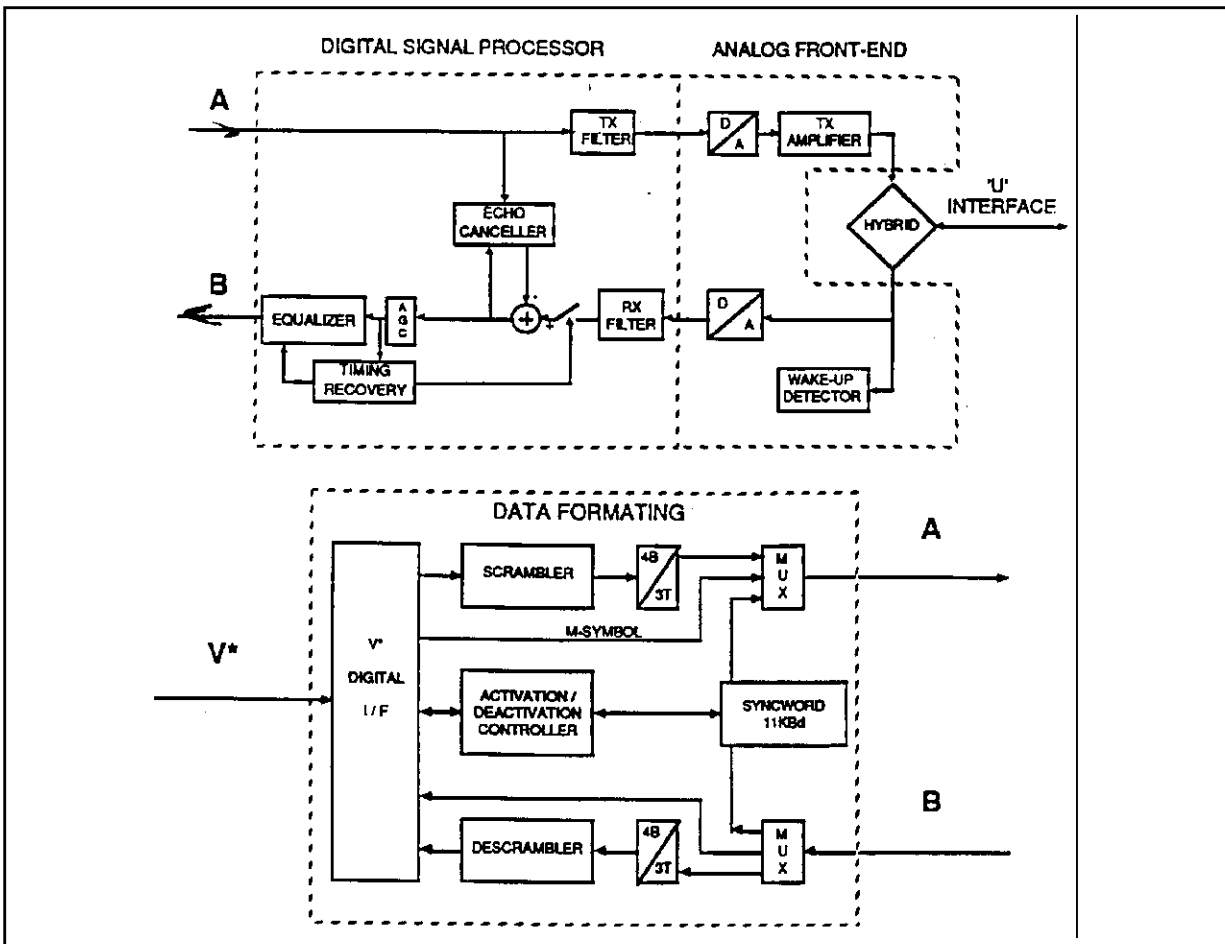 DIGITAL SIGNAL PROCESSOR
ANALOG FRONT-END
A
TX
FILTER
D
A
TX
AMPLIFIER
'U'
INTERFACE
HYBRID
ECHO
CANCELLER
B
EQUALIZER
A
G
C
-
+
+
RX
FILTER
D
A
TIMING
RECOVERY
WAKE-UP
DETECTOR
DATA FORMATING
A
SCRAMBLER
4B
3T
M
U
X
M-SYMBOL
V*
V*
DIGITAL
I/F
ACTIVATION /
DEACTIVATION
CONTROLLER
SYNCWORD
11KBd
B
DESCRAMBLER
4B
3T
M
U
X